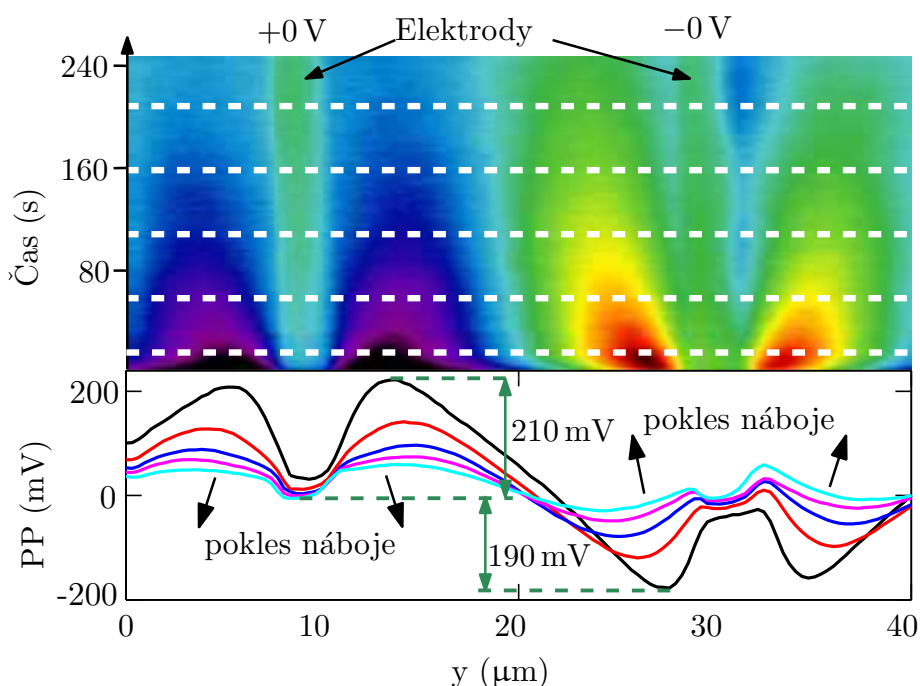 +0 V
Elektrody
−0 V
Čas (s)
240
160
80
PP (mV)
200
0
-200
210 mV
190 mV
pokles náboje
pokles náboje
0
10
20
30
40
y (µm)